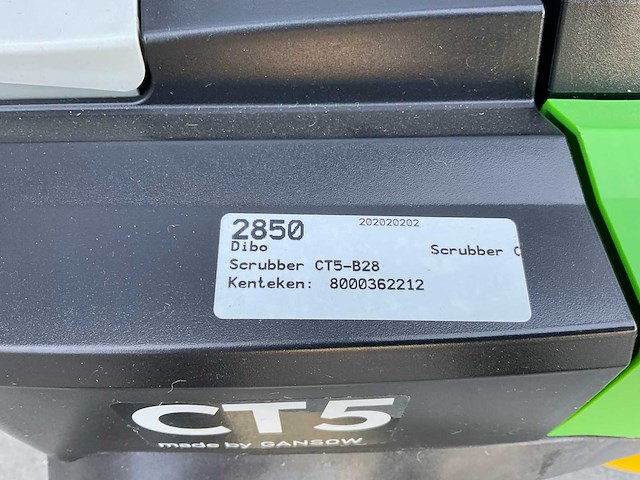 2850 202020202
Dibo Scrubber C
Scrubber CT5-B28
Kenteken: 8000362212
CT5
made by GANSOW